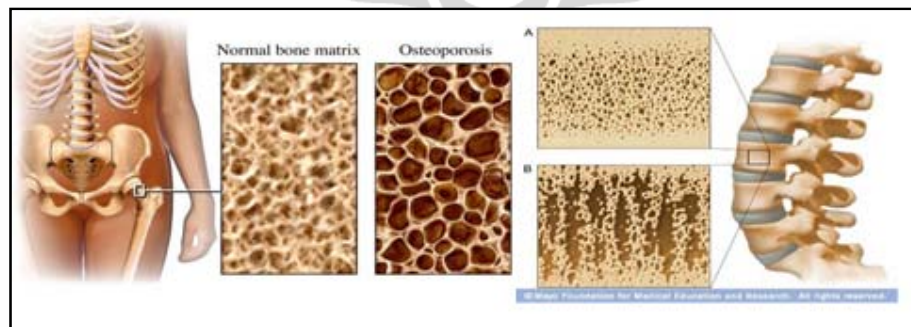 Normal bone matrix
Osteoporosis
A
B
© Mayo Foundation for Medical Education and Research. All rights reserved.